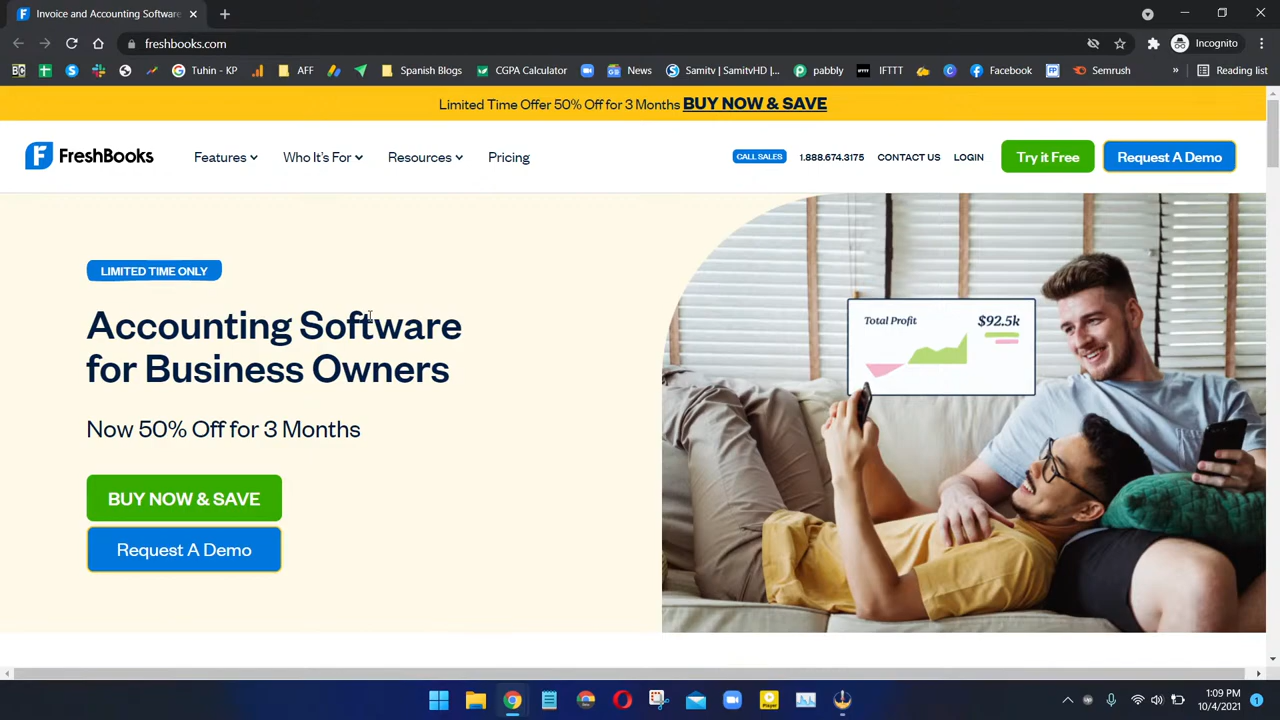 Invoice and Accounting Software
freshbooks.com
Incognito
Tuhin - KP
AFF
Spanish Blogs
CGPA Calculator
News
Samitv | SamitvHD |...
pabbly
IFTTT
Facebook
Semrush
»
Reading list
Limited Time Offer 50% Off for 3 Months BUY NOW & SAVE
FreshBooks
Features
Who It's For
Resources
Pricing
CALL SALES
1.888.674.3175
CONTACT US
LOGIN
Try it Free
Request A Demo
LIMITED TIME ONLY
Accounting Software
for Business Owners
Now 50% Off for 3 Months
BUY NOW & SAVE
Request A Demo
Total Profit
$92.5k
1:09 PM
10/4/2021